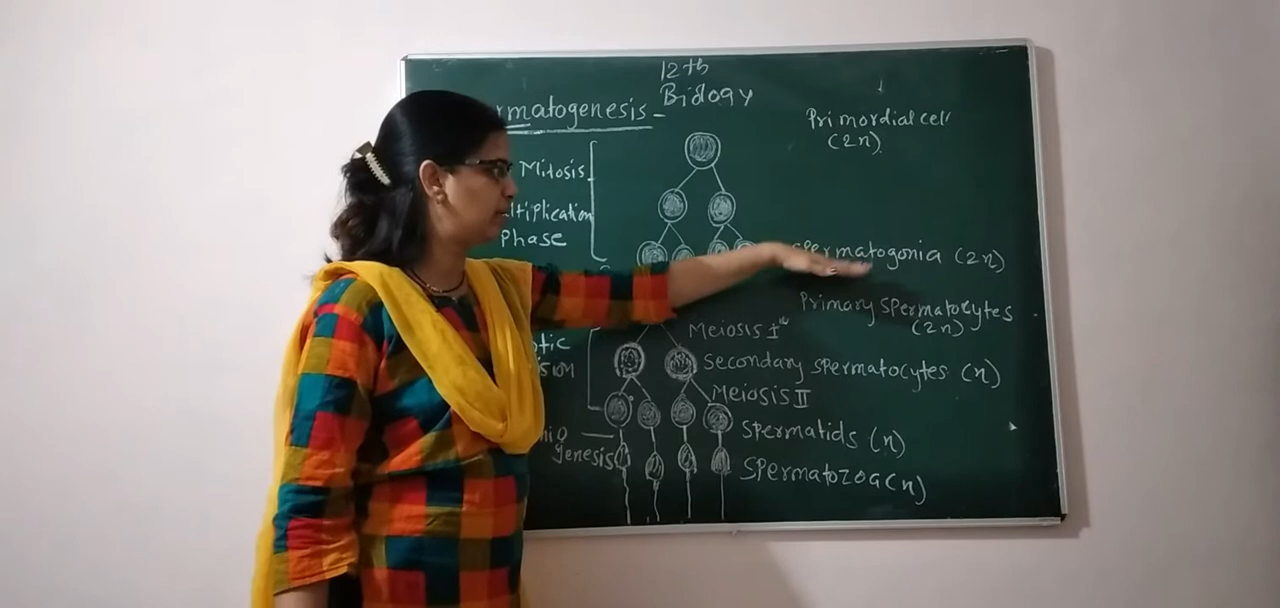 12th
Biology
rmatogenesis -
Primordial cell
(2n)
Mitosis
ltiplication
Phase
Spermatogonia (2n)
Primary spermatocytes
(2n)
Meiosis I
Secondary spermatocytes (n)
Meiosis II
Spermatids (n)
genesis
Spermatozoa (n)